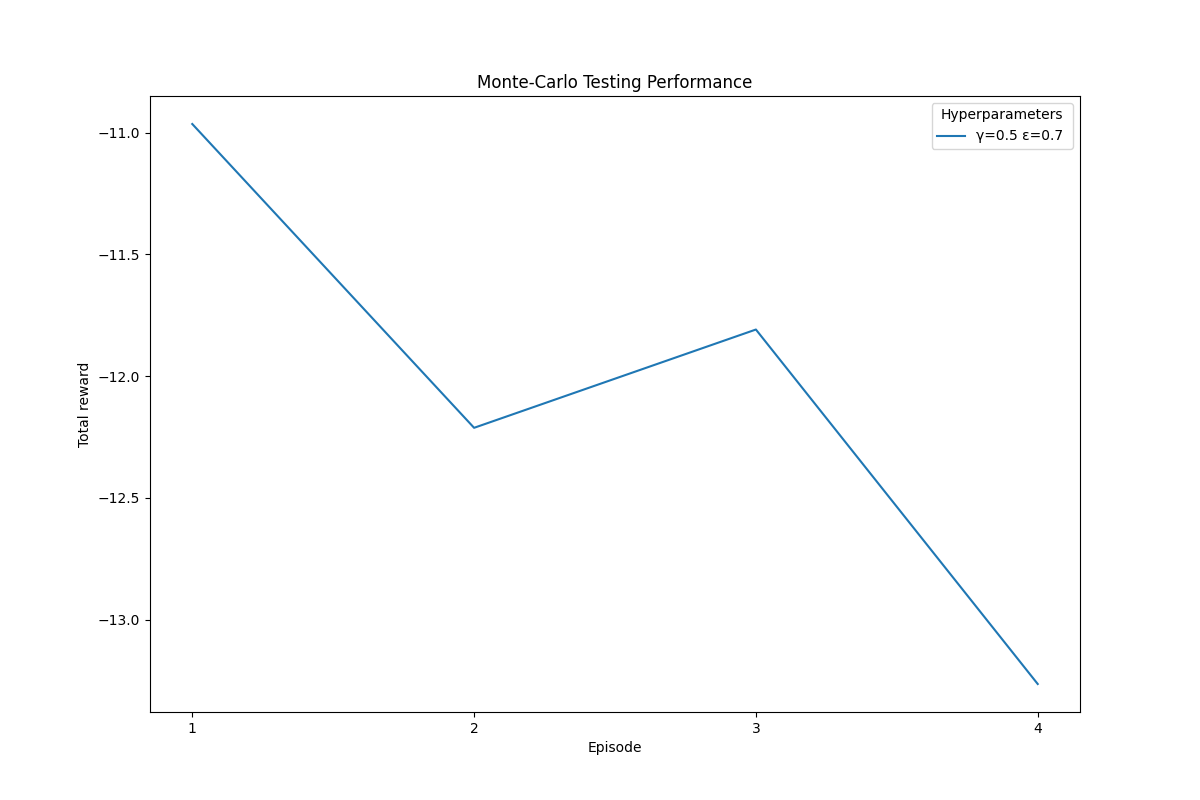 Monte-Carlo Testing Performance
Hyperparameters
γ=0.5 ε=0.7
Total reward
−11.0
−11.5
−12.0
−12.5
−13.0
1 2 3 4
Episode